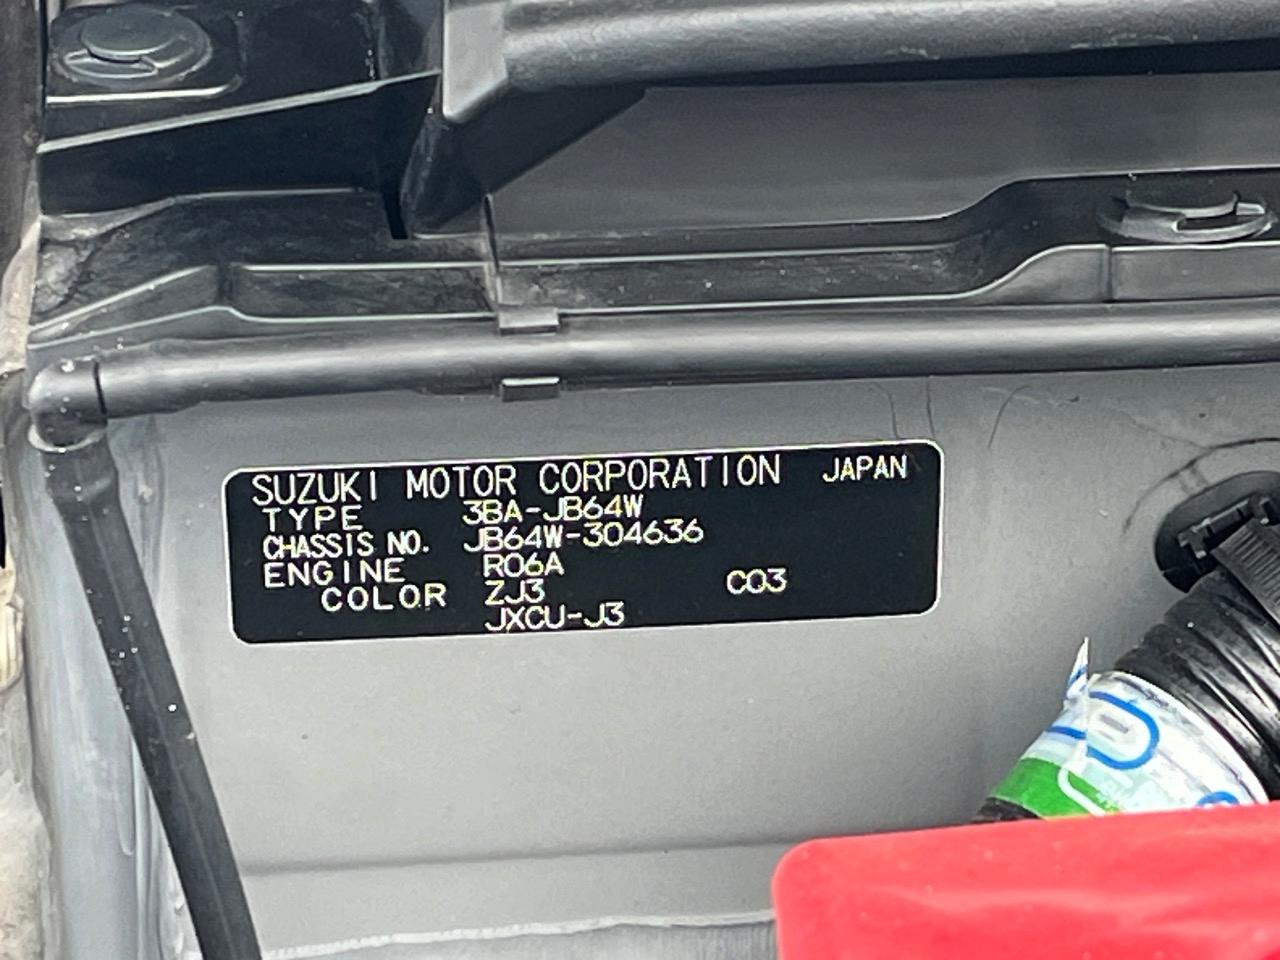 SUZUKI MOTOR CORPORATION JAPAN
TYPE 3BA-JB64W
CHASSIS NO. JB64W-304636
ENGINE R06A
COLOR ZJ3 C03
JXCU-J3